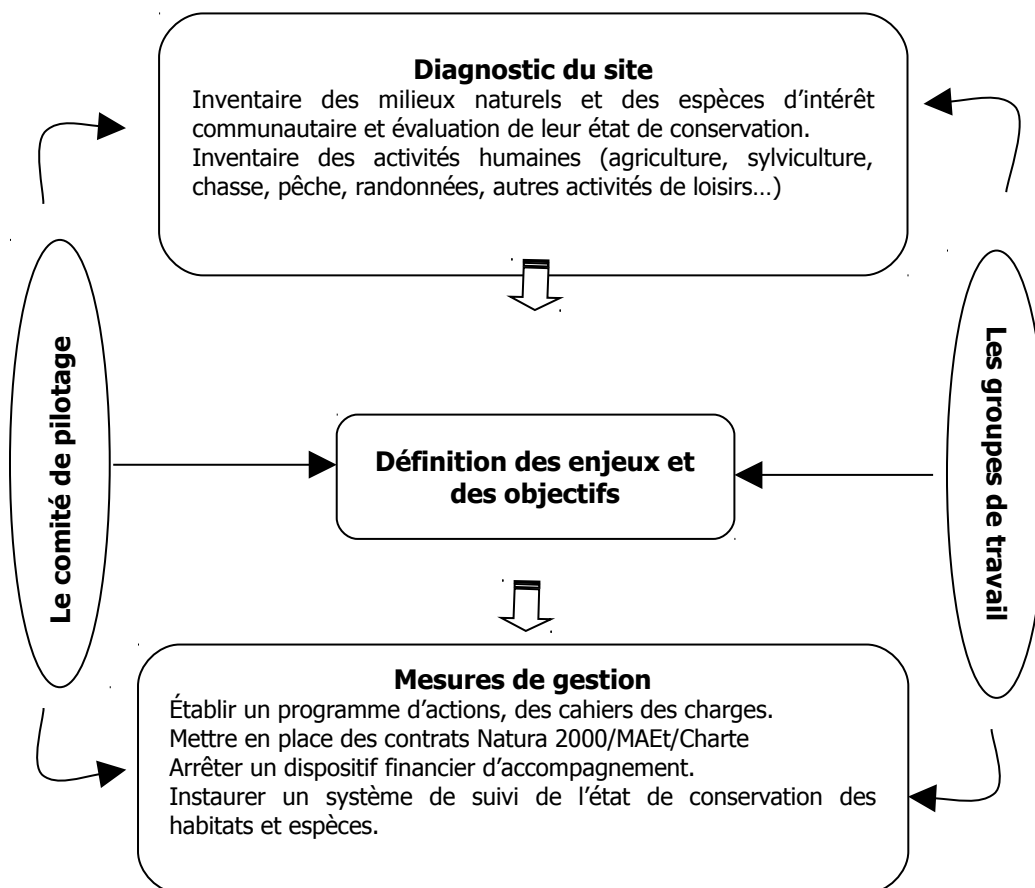 Diagnostic du site
Inventaire des milieux naturels et des espèces d’intérêt
communautaire et évaluation de leur état de conservation.
Inventaire des activités humaines (agriculture, sylviculture,
chasse, pêche, randonnées, autres activités de loisirs…)
Le comité de pilotage
Définition des enjeux et
des objectifs
Les groupes de travail
Mesures de gestion
Établir un programme d’actions, des cahiers des charges.
Mettre en place des contrats Natura 2000/MAEt/Charte
Arrêter un dispositif financier d’accompagnement.
Instaurer un système de suivi de l’état de conservation des
habitats et espèces.